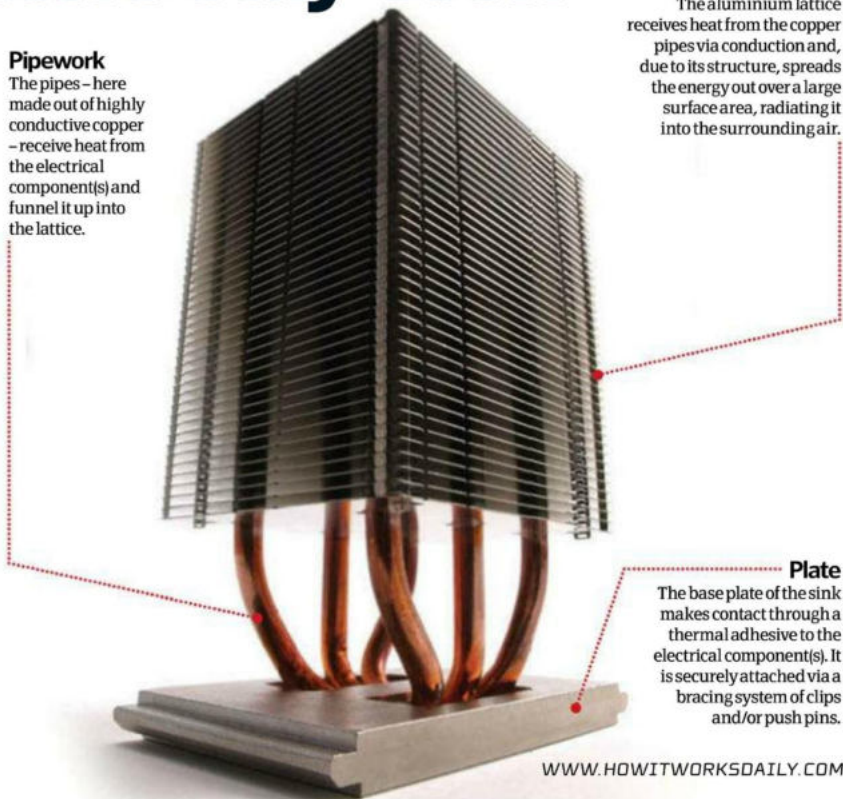 Pipework
The pipes – here
made out of highly
conductive copper
– receive heat from
the electrical
component(s) and
funnel it up into
the lattice.
The aluminium lattice
receives heat from the copper
pipes via conduction and,
due to its structure, spreads
the energy out over a large
surface area, radiating it
into the surrounding air.
Plate
The base plate of the sink
makes contact through a
thermal adhesive to the
electrical component(s). It
is securely attached via a
bracing system of clips
and/or push pins.
WWW.HOWITWORKSDAILY.COM